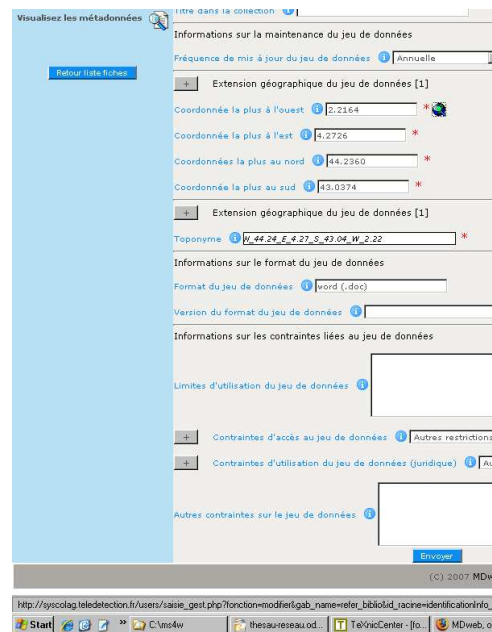 Visualisez les métadonnées
Retour liste fiches
Titre dans la collection
Informations sur la maintenance du jeu de données
Fréquence de mis à jour du jeu de données Annuelle
+ Extension géographique du jeu de données [1]
Coordonnée la plus à l'ouest 2.2164 *
Coordonnée la plus à l'est 4.2726 *
Coordonnées la plus au nord 44.2360 *
Coordonnée la plus au sud 43.0374 *
+ Extension géographique du jeu de données [1]
Toponyme N_44.24_E_4.27_S_43.04_W_2.22 *
Informations sur le format du jeu de données
Format du jeu de données word (.doc)
Version du format du jeu de données
Informations sur les contraintes liées au jeu de données
Limites d'utilisation du jeu de données
+ Contraintes d'accès au jeu de données Autres restrictions
+ Contraintes d'utilisation du jeu de données (juridique) Au
Autres contraintes sur le jeu de données
Envoyer
(C) 2007 MDw
http://syscolag.teledetection.fr/users/saisie_gest.php?fonction=modifier&gab_name=refer_biblio&id_racine=identificationInfo_
Start » C:\ms4w thesau-reseau.od... TeXnicCenter - [fo... MDweb, o